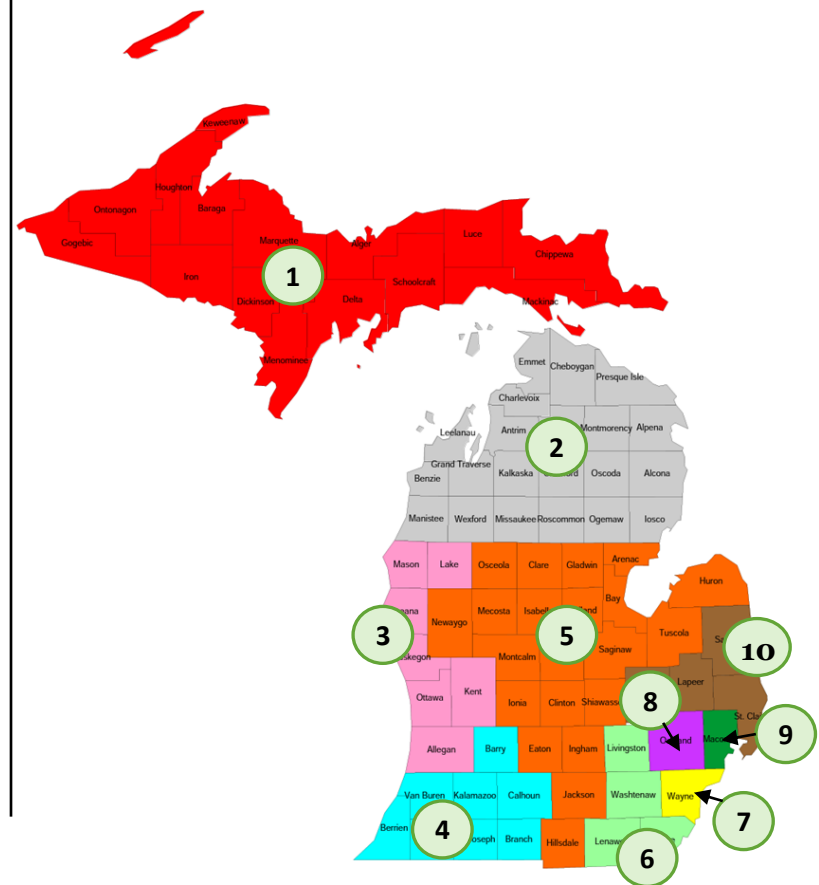 Keweenaw
Houghton
Ontonagon
Baraga
Gogebic
Marquette
Alger
Luce
Chippewa
Iron
1
Dickinson
Delta
Schoolcraft
Mackinac
Menominee
Emmet
Cheboygan
Presque Isle
Charlevoix
Leelanau
Antrim
2
Montmorency
Alpena
Grand Traverse
Benzie
Kalkaska
Oscoda
Alcona
Manistee
Wexford
Missaukee
Roscommon
Ogemaw
Iosco
Mason
Lake
Osceola
Clare
Gladwin
Arenac
Huron
Bay
Newaygo
Mecosta
3
5
Saginaw
Tuscola
10
Montcalm
Lapeer
Ottawa
Kent
Ionia
Clinton
8
9
Allegan
Barry
Eaton
Ingham
Livingston
Van Buren
Kalamazoo
Calhoun
Jackson
Washtenaw
Wayne
7
Berrien
4
Branch
Hillsdale
6